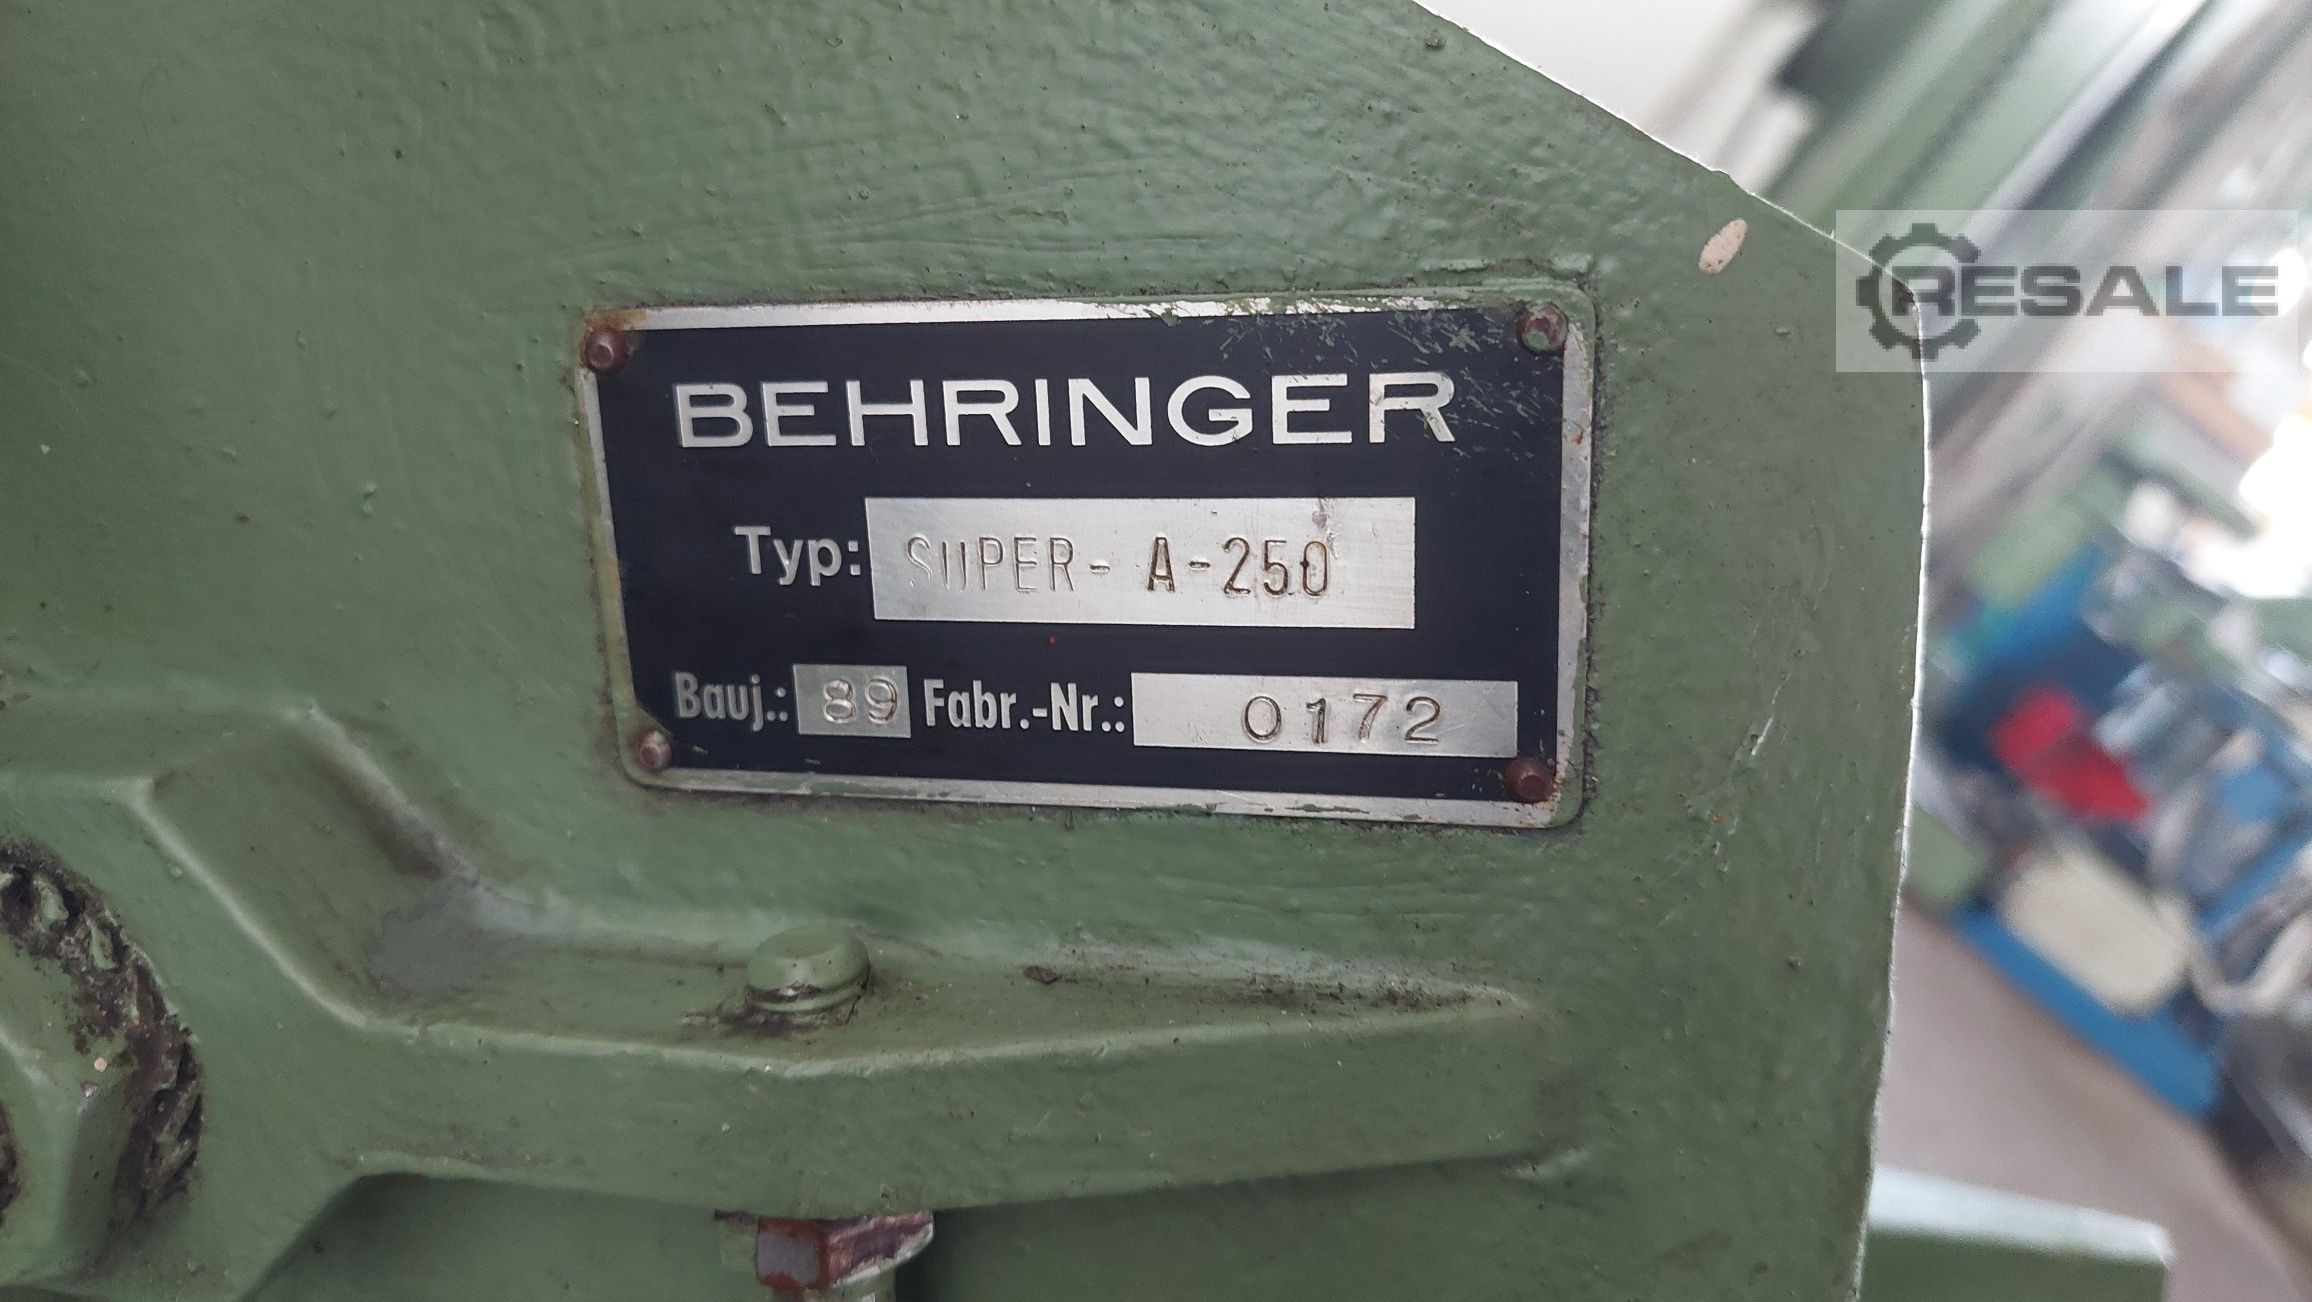 RESALE
BEHRINGER
Typ: SUPER- A-250
Bauj.: 89 Fabr.-Nr.: 0172